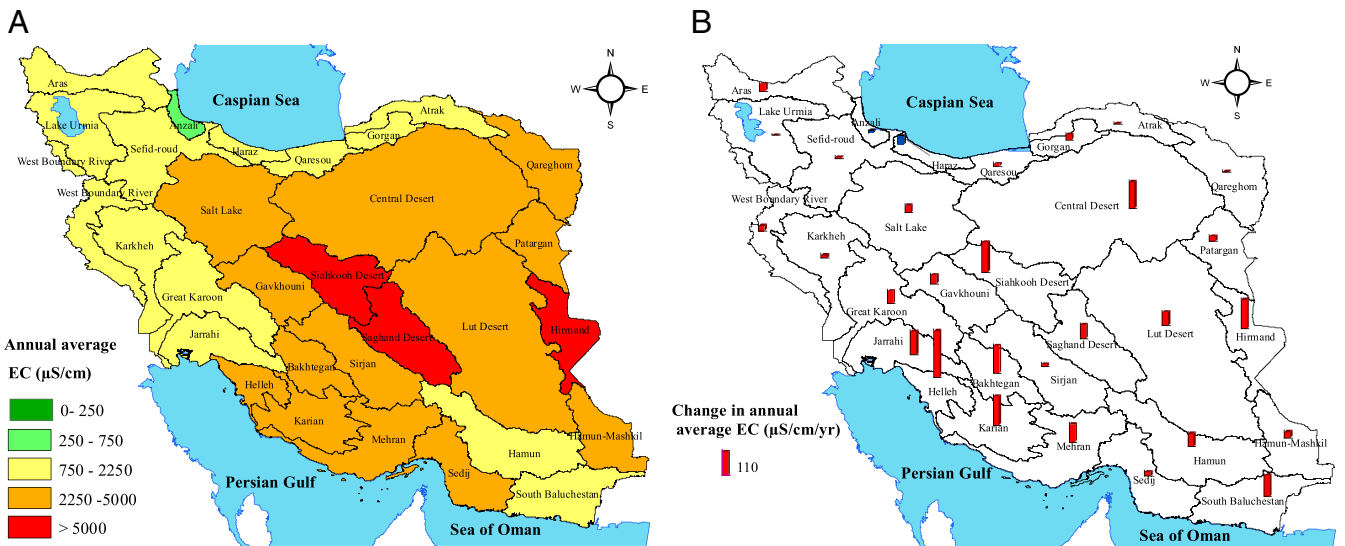 A
N
W
E
S
Aras
Caspian Sea
Atrak
Lake Urmia
Anzali
Gorgan
Sefid-roud
Haraz
Qaresou
Qareghom
West Boundary River
West Boundary River
Central Desert
Salt Lake
Karkheh
Patargan
Siahkooh Desert
Gavkhouni
Great Karoon
Lut Desert
Hirmand
Jarrahi
Saghand Desert
Bakhtegan
Sirjan
Helleh
Karian
Mehran
Hamun-Mashkil
Hamun
Sedij
South Baluchestan
Persian Gulf
Sea of Oman
Annual average
EC (µS/cm)
0- 250
250 - 750
750 - 2250
2250 -5000
> 5000
B
N
W
E
S
Aras
Caspian Sea
Lake Urmia
Anzali
Atrak
Sefid-roud
Gorgan
Haraz
Qaresou
Qareghom
West Boundary River
Central Desert
Salt Lake
Karkheh
Patargan
Siahkooh Desert
Gavkhouni
Great Karoon
Lut Desert
Hirmand
Jarrahi
Saghand Desert
Sirjan
Bakhtegan
Helleh
Karian
Mehran
Hamun-Mashkil
Hamun
Sedij
South Baluchestan
Persian Gulf
Sea of Oman
Change in annual
average EC (µS/cm/yr)
110